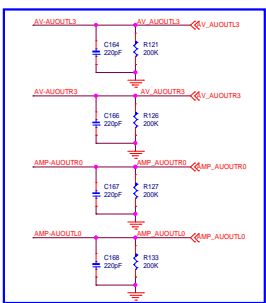 AV-AUOUTL3 AV_AUOUTL3 AV_AUOUTL3
C164 R121
220pF 200K
AV-AUOUTR3 AV_AUOUTR3 AV_AUOUTR3
C166 R126
220pF 200K
AMP-AUOUTR0 AMP_AUOUTR0 AMP_AUOUTR0
C167 R127
220pF 200K
AMP-AUOUTL0 AMP_AUOUTL0 AMP_AUOUTL0
C168 R133
220pF 200K